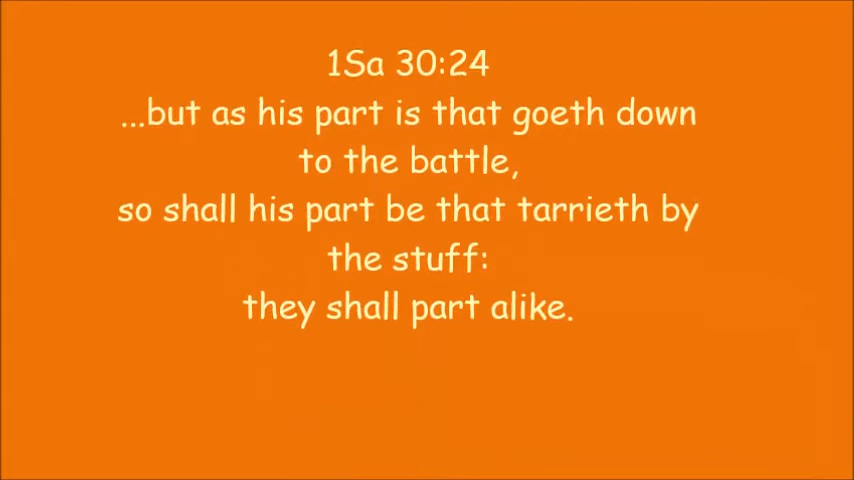 1Sa 30:24
...but as his part is that goeth down
to the battle,
so shall his part be that tarrieth by
the stuff:
they shall part alike.